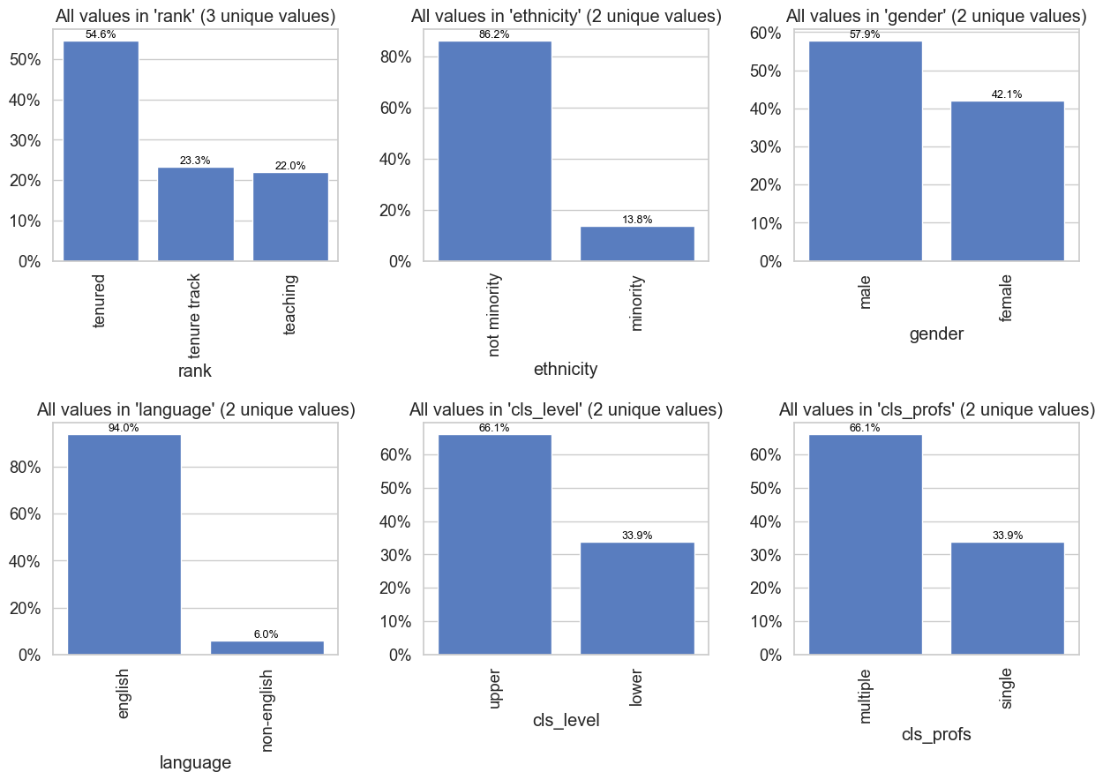 All values in 'rank' (3 unique values)
54.6%
50%
40%
30%
23.3%
22.0%
20%
10%
0%
tenured
tenure track
teaching
rank
All values in 'ethnicity' (2 unique values)
86.2%
80%
60%
40%
20%
13.8%
0%
not minority
minority
ethnicity
All values in 'gender' (2 unique values)
60%
57.9%
50%
42.1%
40%
30%
20%
10%
0%
male
female
gender
All values in 'language' (2 unique values)
94.0%
80%
60%
40%
20%
6.0%
0%
english
non-english
language
All values in 'cls_level' (2 unique values)
66.1%
60%
50%
40%
33.9%
30%
20%
10%
0%
upper
lower
cls_level
All values in 'cls_profs' (2 unique values)
66.1%
60%
50%
40%
33.9%
30%
20%
10%
0%
multiple
single
cls_profs